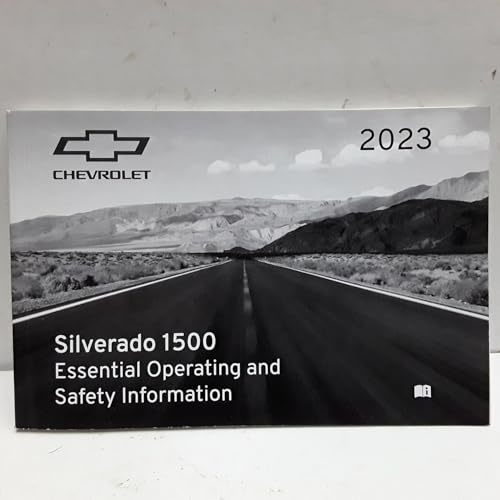 2023
CHEVROLET
Silverado 1500
Essential Operating and
Safety Information